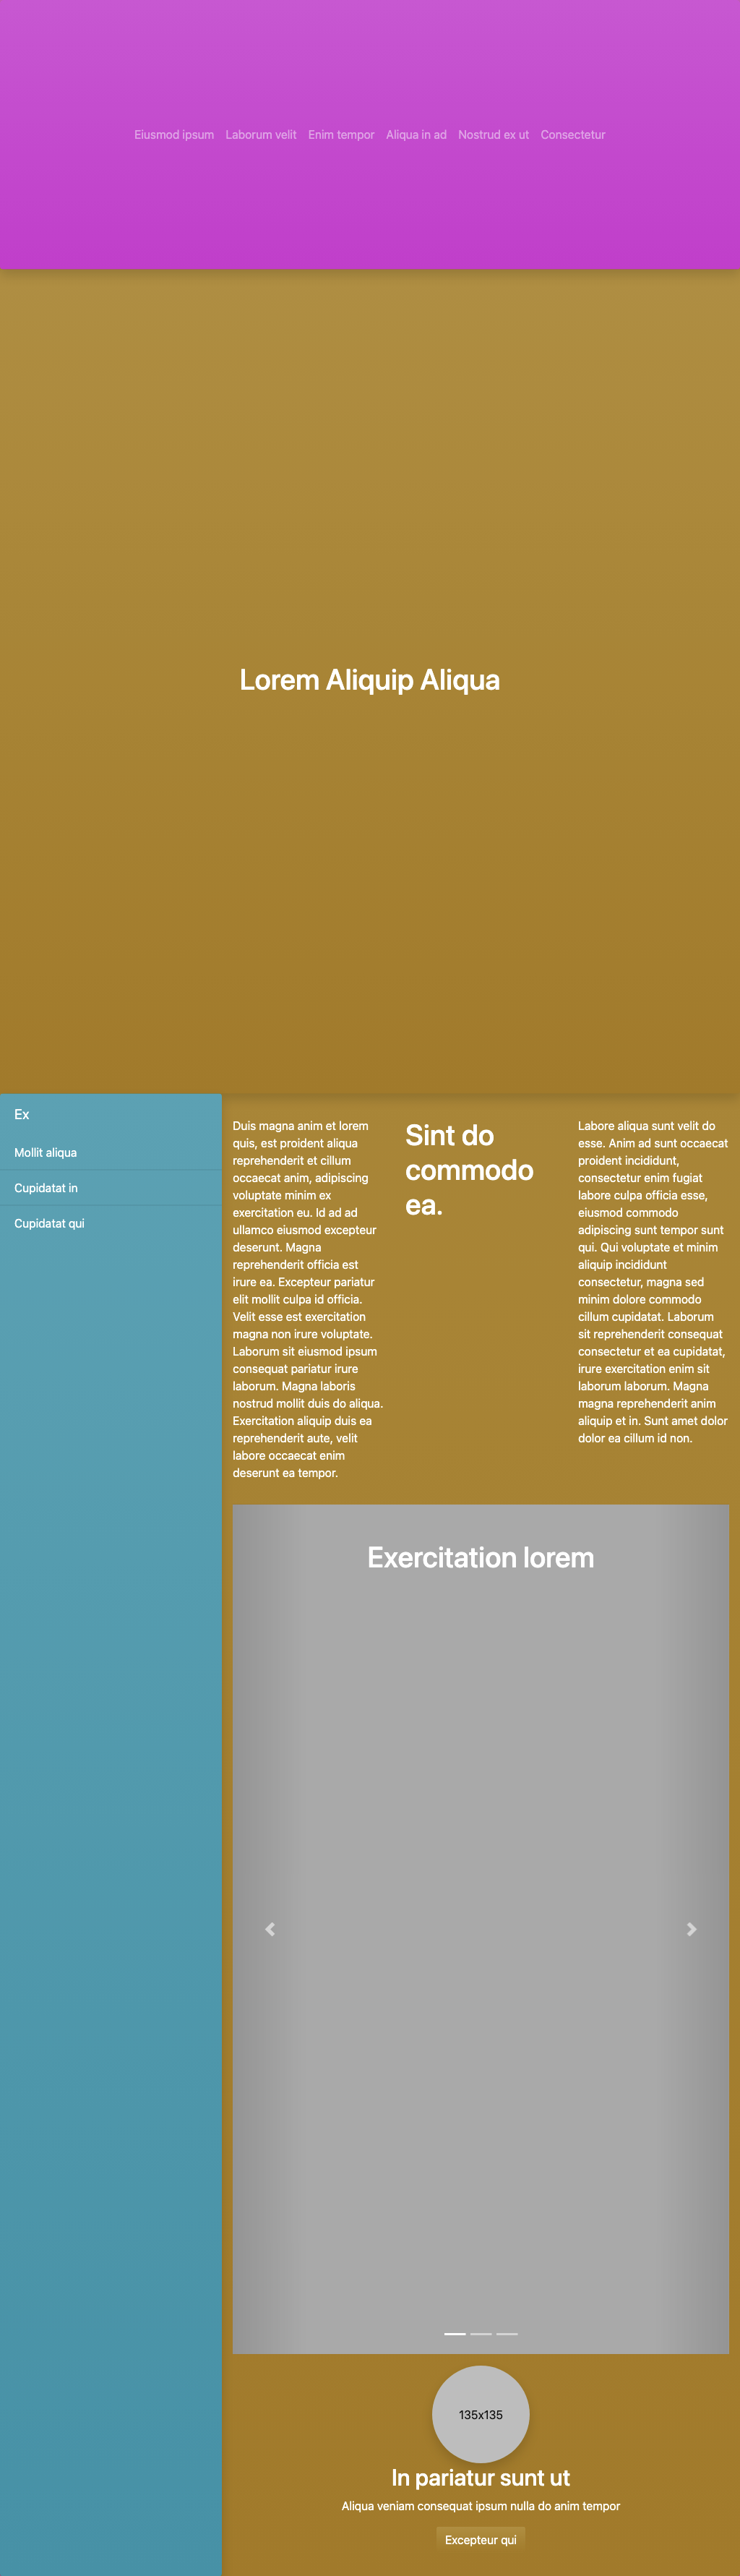 Eiusmod ipsum Laborum velit Enim tempor Aliqua in ad Nostrud ex ut Consectetur
Lorem Aliquip Aliqua
Ex
Mollit aliqua
Cupidatat in
Cupidatat qui
Duis magna anim et lorem
quis, est proident aliqua
reprehenderit et cillum
occaecat anim, adipiscing
voluptate minim ex
exercitation eu. Id ad ad
ullamco eiusmod excepteur
deserunt. Magna
reprehenderit officia est
irure ea. Excepteur pariatur
elit mollit culpa id officia.
Velit esse est exercitation
magna non irure voluptate.
Laborum sit eiusmod ipsum
consequat pariatur irure
laborum. Magna laboris
nostrud mollit duis do aliqua.
Exercitation aliquip duis ea
reprehenderit aute, velit
labore occaecat enim
deserunt ea tempor.
Sint do
commodo
ea.
Labore aliqua sunt velit do
esse. Anim ad sunt occaecat
proident incididunt,
consectetur enim fugiat
labore culpa officia esse,
eiusmod commodo
adipiscing sunt tempor sunt
qui. Qui voluptate et minim
aliquip incididunt
consectetur, magna sed
minim dolore commodo
cillum cupidatat. Laborum
sit reprehenderit consequat
consectetur et ea cupidatat,
irure exercitation enim sit
laborum laborum. Magna
magna reprehenderit anim
aliquip et in. Sunt amet dolor
dolor ea cillum id non.
Exercitation lorem
135x135
In pariatur sunt ut
Aliqua veniam consequat ipsum nulla do anim tempor
Excepteur qui